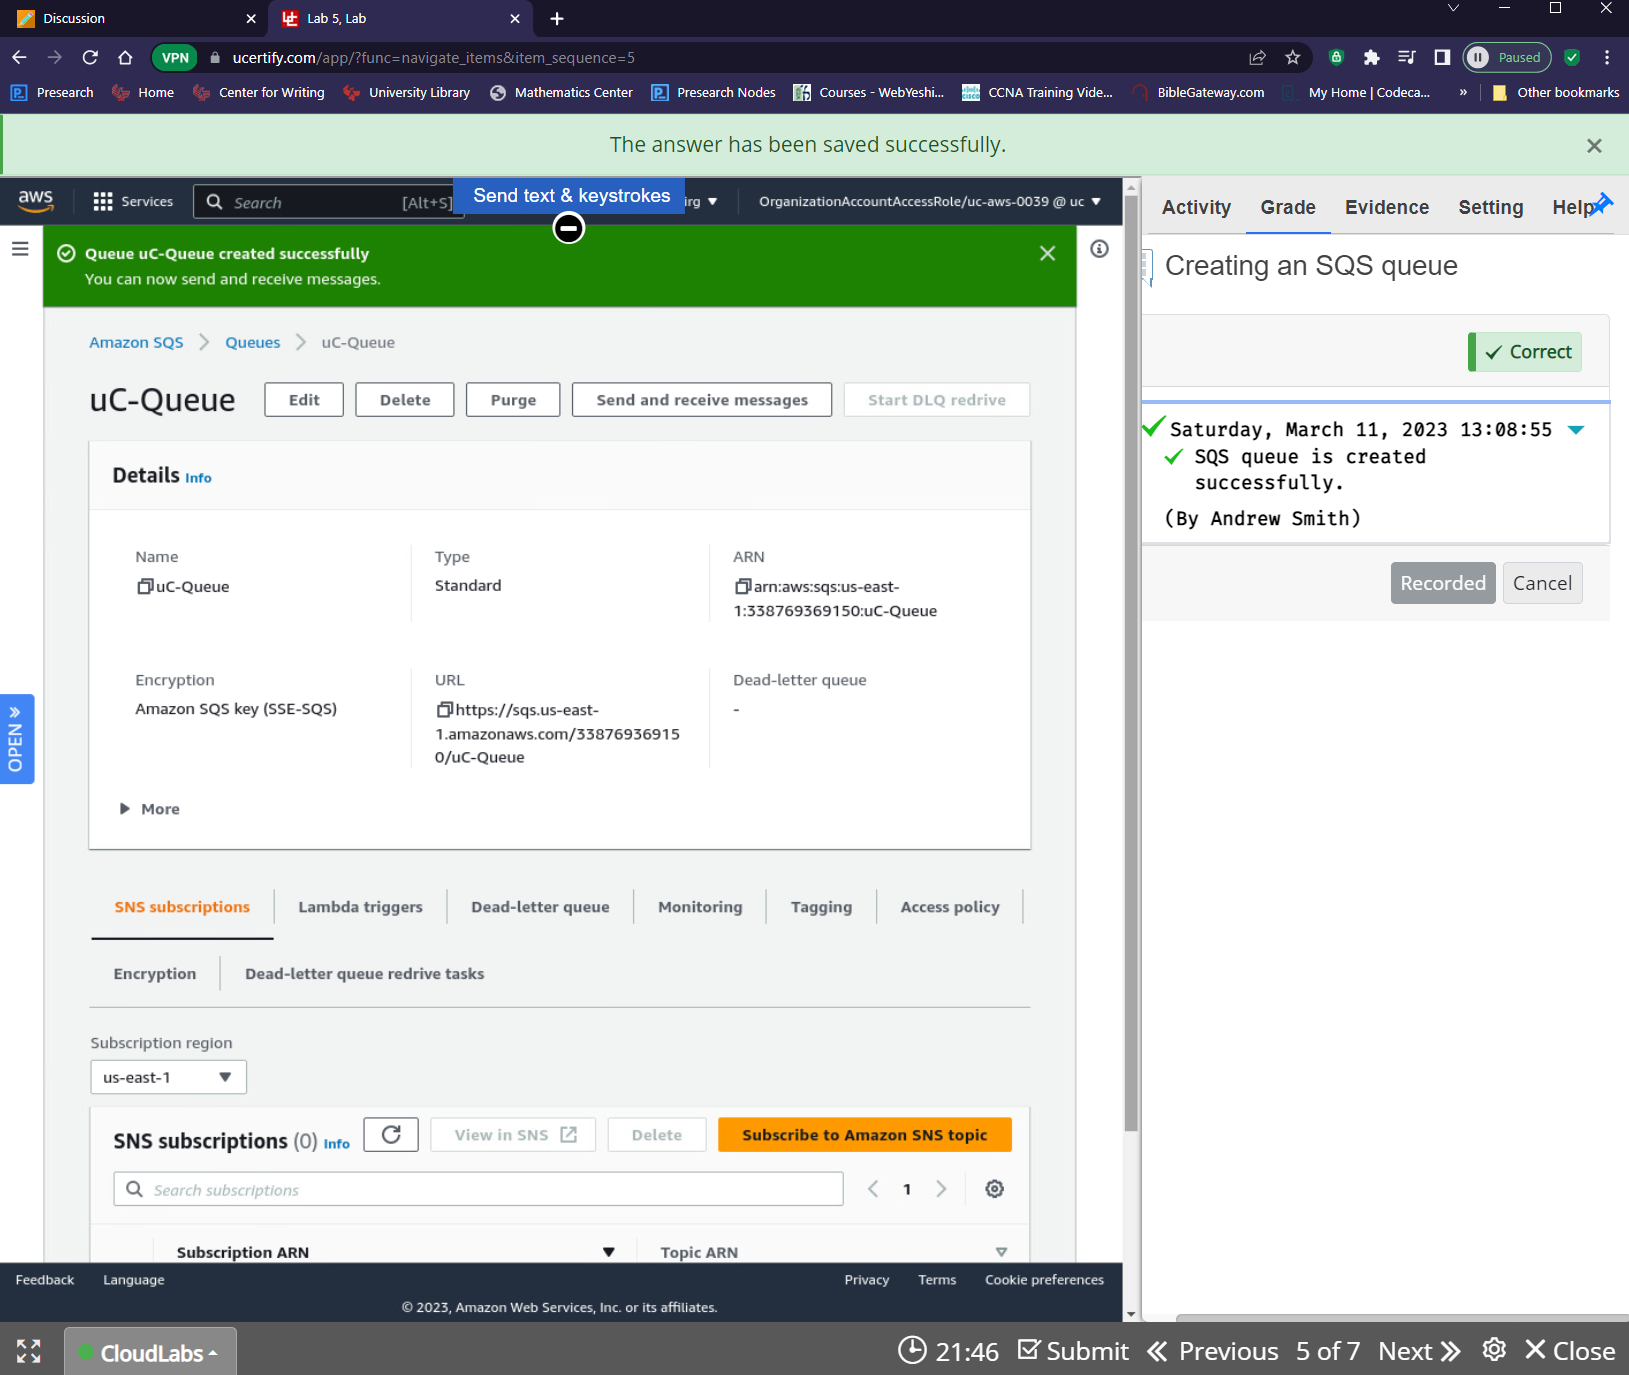 Discussion
Lab 5, Lab
VPN
ucertify.com/app/?func=navigate_items&item_sequence=5
Paused
Presearch
Home
Center for Writing
University Library
Mathematics Center
Presearch Nodes
Courses - WebYeshi...
CCNA Training Vide...
BibleGateway.com
My Home | Codeca...
»
Other bookmarks
The answer has been saved successfully.
aws
Services
Search
[Alt+S]
Send text & keystrokes
irg
OrganizationAccountAccessRole/uc-aws-0039 @ uc
Queue uC-Queue created successfully
You can now send and receive messages.
Amazon SQS
Queues
uC-Queue
uC-Queue
Edit
Delete
Purge
Send and receive messages
Start DLQ redrive
Details Info
Name
uC-Queue
Type
Standard
ARN
arn:aws:sqs:us-east-
1:338769369150:uC-Queue
Encryption
Amazon SQS key (SSE-SQS)
URL
https://sqs.us-east-
1.amazonaws.com/33876936915
0/uC-Queue
Dead-letter queue
-
More
SNS subscriptions
Lambda triggers
Dead-letter queue
Monitoring
Tagging
Access policy
Encryption
Dead-letter queue redrive tasks
Subscription region
us-east-1
SNS subscriptions (0) Info
View in SNS
Delete
Subscribe to Amazon SNS topic
Search subscriptions
1
Subscription ARN
Topic ARN
Feedback
Language
Privacy
Terms
Cookie preferences
© 2023, Amazon Web Services, Inc. or its affiliates.
OPEN »
Activity
Grade
Evidence
Setting
Help
Creating an SQS queue
Correct
Saturday, March 11, 2023 13:08:55
SQS queue is created
successfully.
(By Andrew Smith)
Recorded
Cancel
CloudLabs
21:46
Submit
Previous
5 of 7
Next
Close